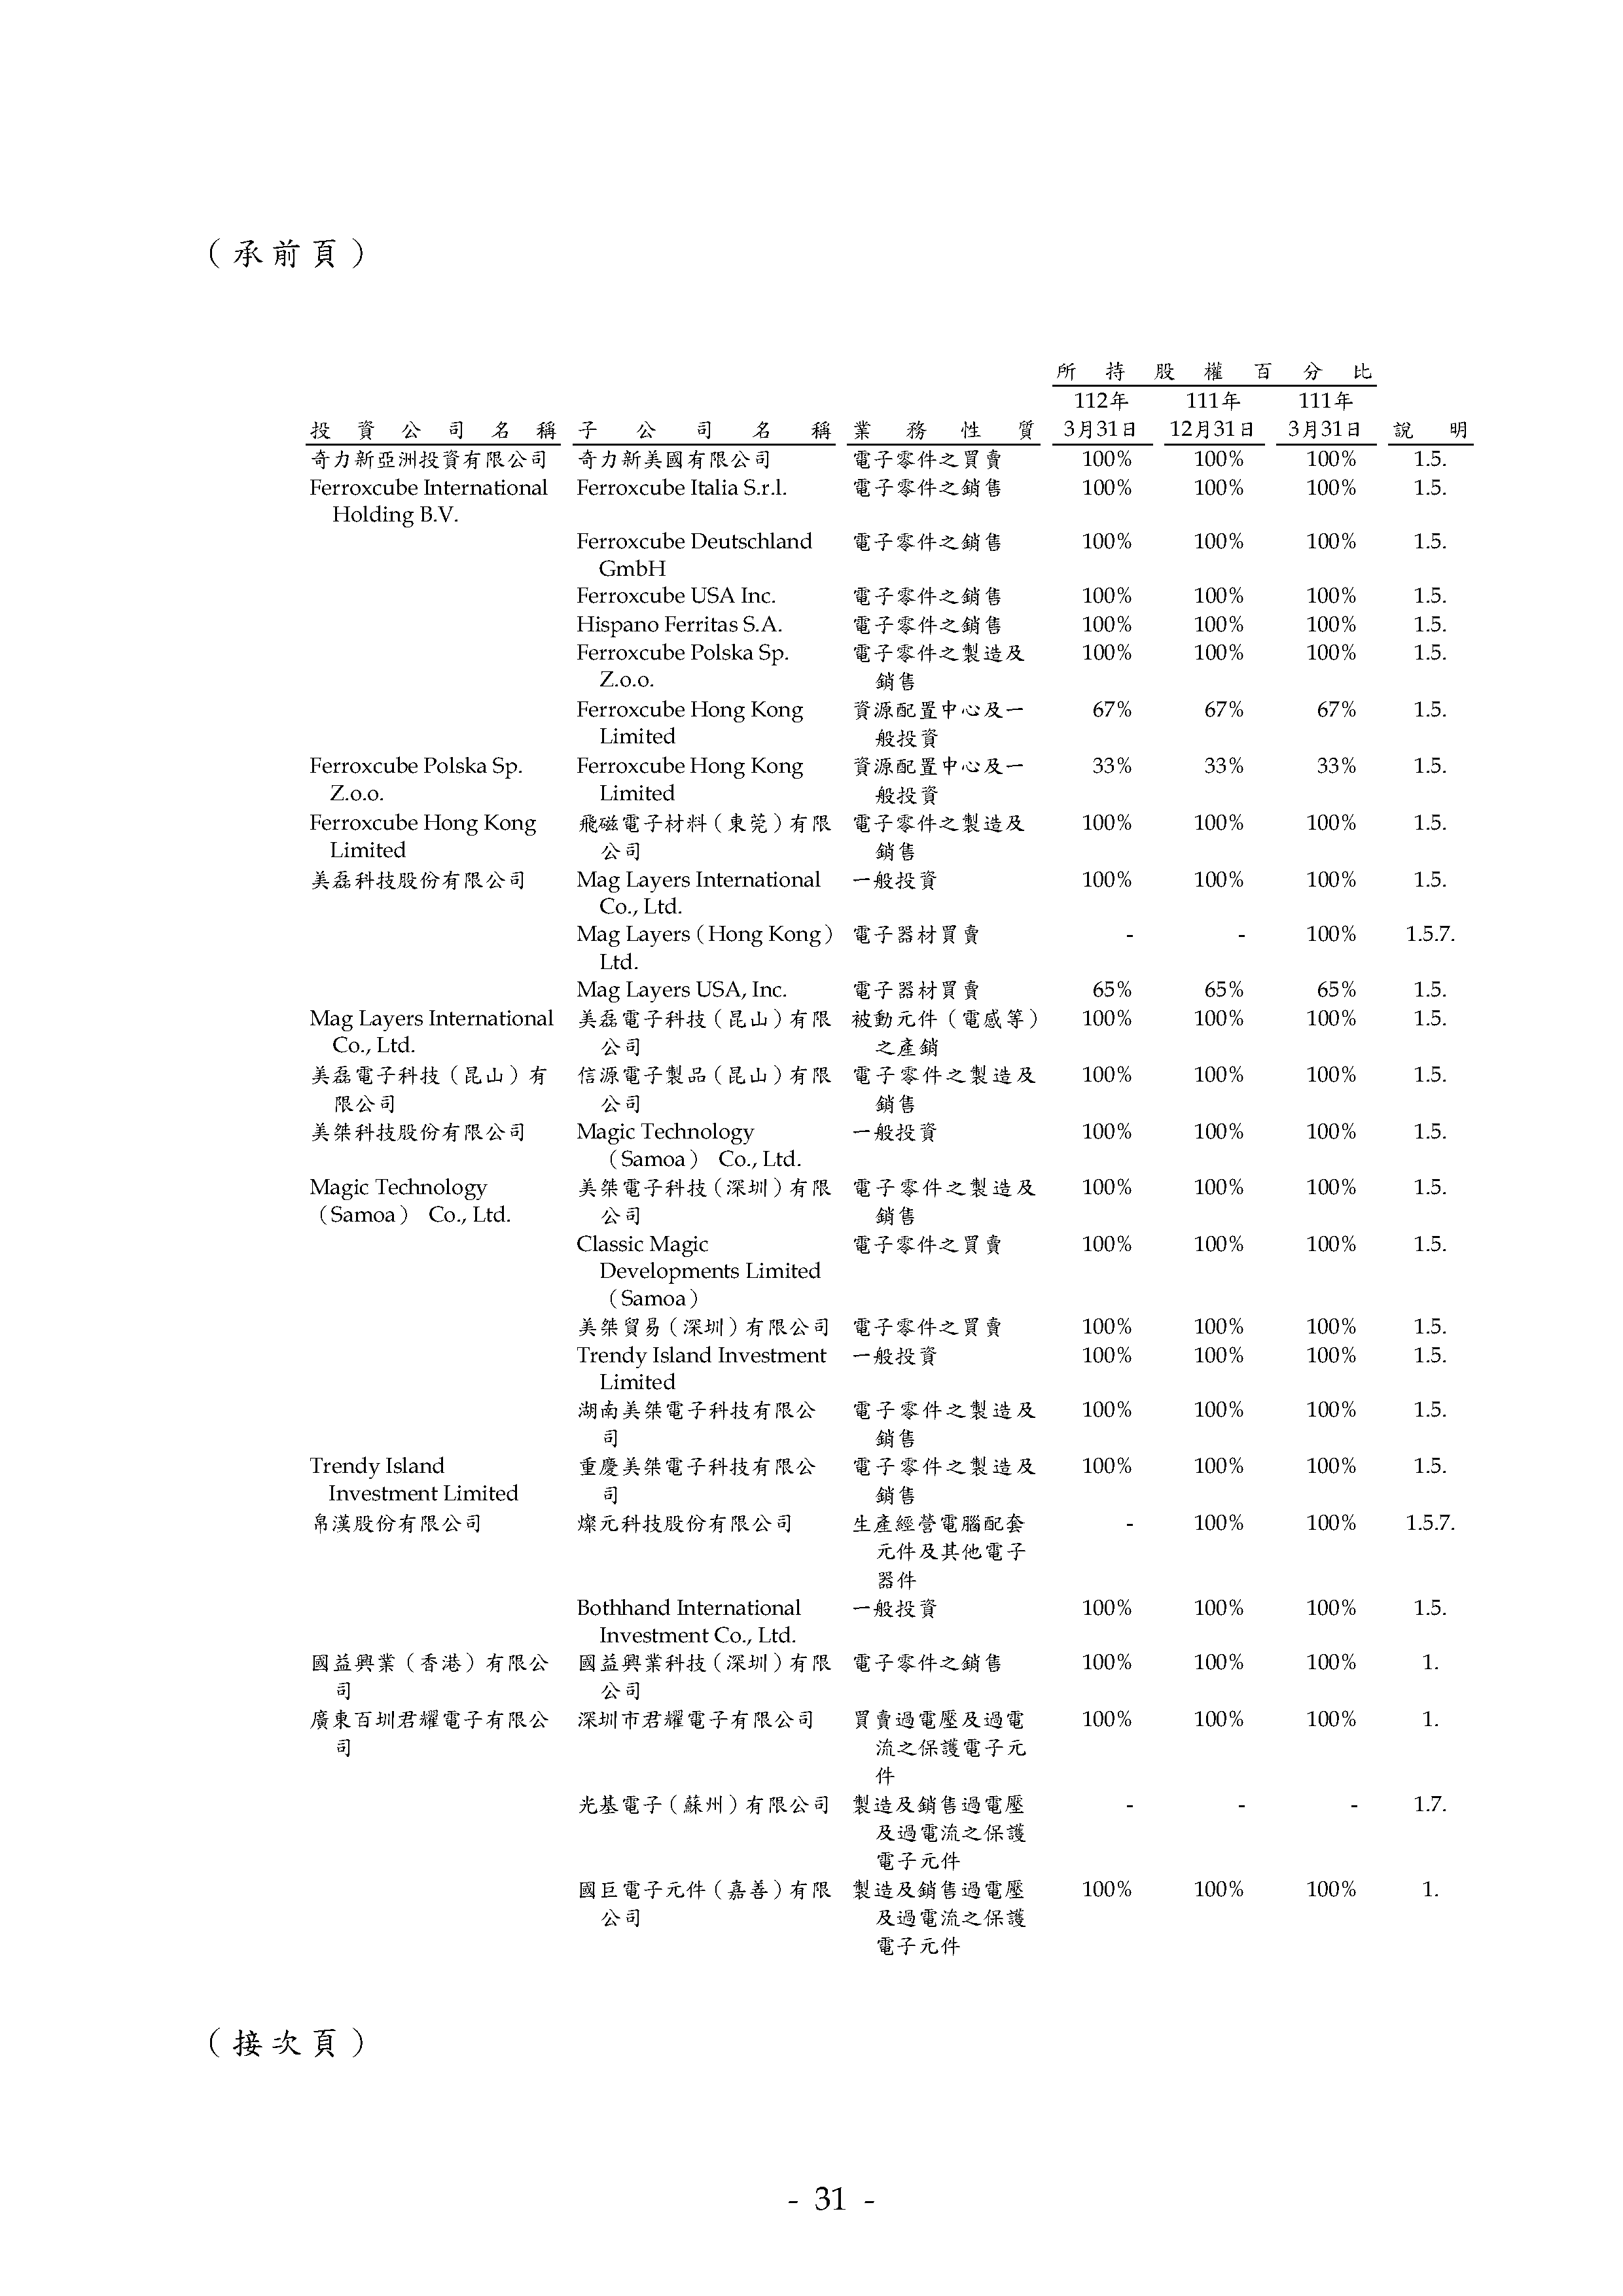 （承前頁）
所持股權百分比
112年 111年 111年
投資公司名稱 子公司名稱 業務性質 3月31日 12月31日 3月31日 說明
奇力新亞洲投資有限公司 奇力新美國有限公司 電子零件之買賣 100% 100% 100% 1.5.
Ferroxcube International Ferroxcube Italia S.r.l. 電子零件之銷售 100% 100% 100% 1.5.
Holding B.V.
Ferroxcube Deutschland 電子零件之銷售 100% 100% 100% 1.5.
GmbH
Ferroxcube USA Inc. 電子零件之銷售 100% 100% 100% 1.5.
Hispano Ferritas S.A. 電子零件之銷售 100% 100% 100% 1.5.
Ferroxcube Polska Sp. 電子零件之製造及 100% 100% 100% 1.5.
Z.o.o. 銷售
Ferroxcube Hong Kong 資源配置中心及一 67% 67% 67% 1.5.
Limited 般投資
Ferroxcube Polska Sp. Ferroxcube Hong Kong 資源配置中心及一 33% 33% 33% 1.5.
Z.o.o. Limited 般投資
Ferroxcube Hong Kong 飛磁電子材料（東莞）有限 電子零件之製造及 100% 100% 100% 1.5.
Limited 公司 銷售
美磊科技股份有限公司 Mag Layers International 一般投資 100% 100% 100% 1.5.
Co., Ltd.
Mag Layers（Hong Kong） 電子器材買賣 - - 100% 1.5.7.
Ltd.
Mag Layers USA, Inc. 電子器材買賣 65% 65% 65% 1.5.
Mag Layers International 美磊電子科技（昆山）有限 被動元件（電感等） 100% 100% 100% 1.5.
Co., Ltd. 公司 之產銷
美磊電子科技（昆山）有 信源電子製品（昆山）有限 電子零件之製造及 100% 100% 100% 1.5.
限公司 公司 銷售
美桀科技股份有限公司 Magic Technology 一般投資 100% 100% 100% 1.5.
（Samoa） Co., Ltd.
Magic Technology 美桀電子科技（深圳）有限 電子零件之製造及 100% 100% 100% 1.5.
（Samoa） Co., Ltd. 公司 銷售
Classic Magic 電子零件之買賣 100% 100% 100% 1.5.
Developments Limited
（Samoa）
美桀貿易（深圳）有限公司 電子零件之買賣 100% 100% 100% 1.5.
Trendy Island Investment 一般投資 100% 100% 100% 1.5.
Limited
湖南美桀電子科技有限公 電子零件之製造及 100% 100% 100% 1.5.
司 銷售
Trendy Island 重慶美桀電子科技有限公 電子零件之製造及 100% 100% 100% 1.5.
Investment Limited 司 銷售
帛漢股份有限公司 燦元科技股份有限公司 生產經營電腦配套 - 100% 100% 1.5.7.
元件及其他電子
器件
Bothhand International 一般投資 100% 100% 100% 1.5.
Investment Co., Ltd.
國益興業（香港）有限公 國益興業科技（深圳）有限 電子零件之銷售 100% 100% 100% 1.
司 公司
廣東百圳君耀電子有限公 深圳市君耀電子有限公司 買賣過電壓及過電 100% 100% 100% 1.
司 流之保護電子元
件
光基電子（蘇州）有限公司 製造及銷售過電壓 - - - 1.7.
及過電流之保護
電子元件
國巨電子元件（嘉善）有限 製造及銷售過電壓 100% 100% 100% 1.
公司 及過電流之保護
電子元件
（接次頁）
- 31 -